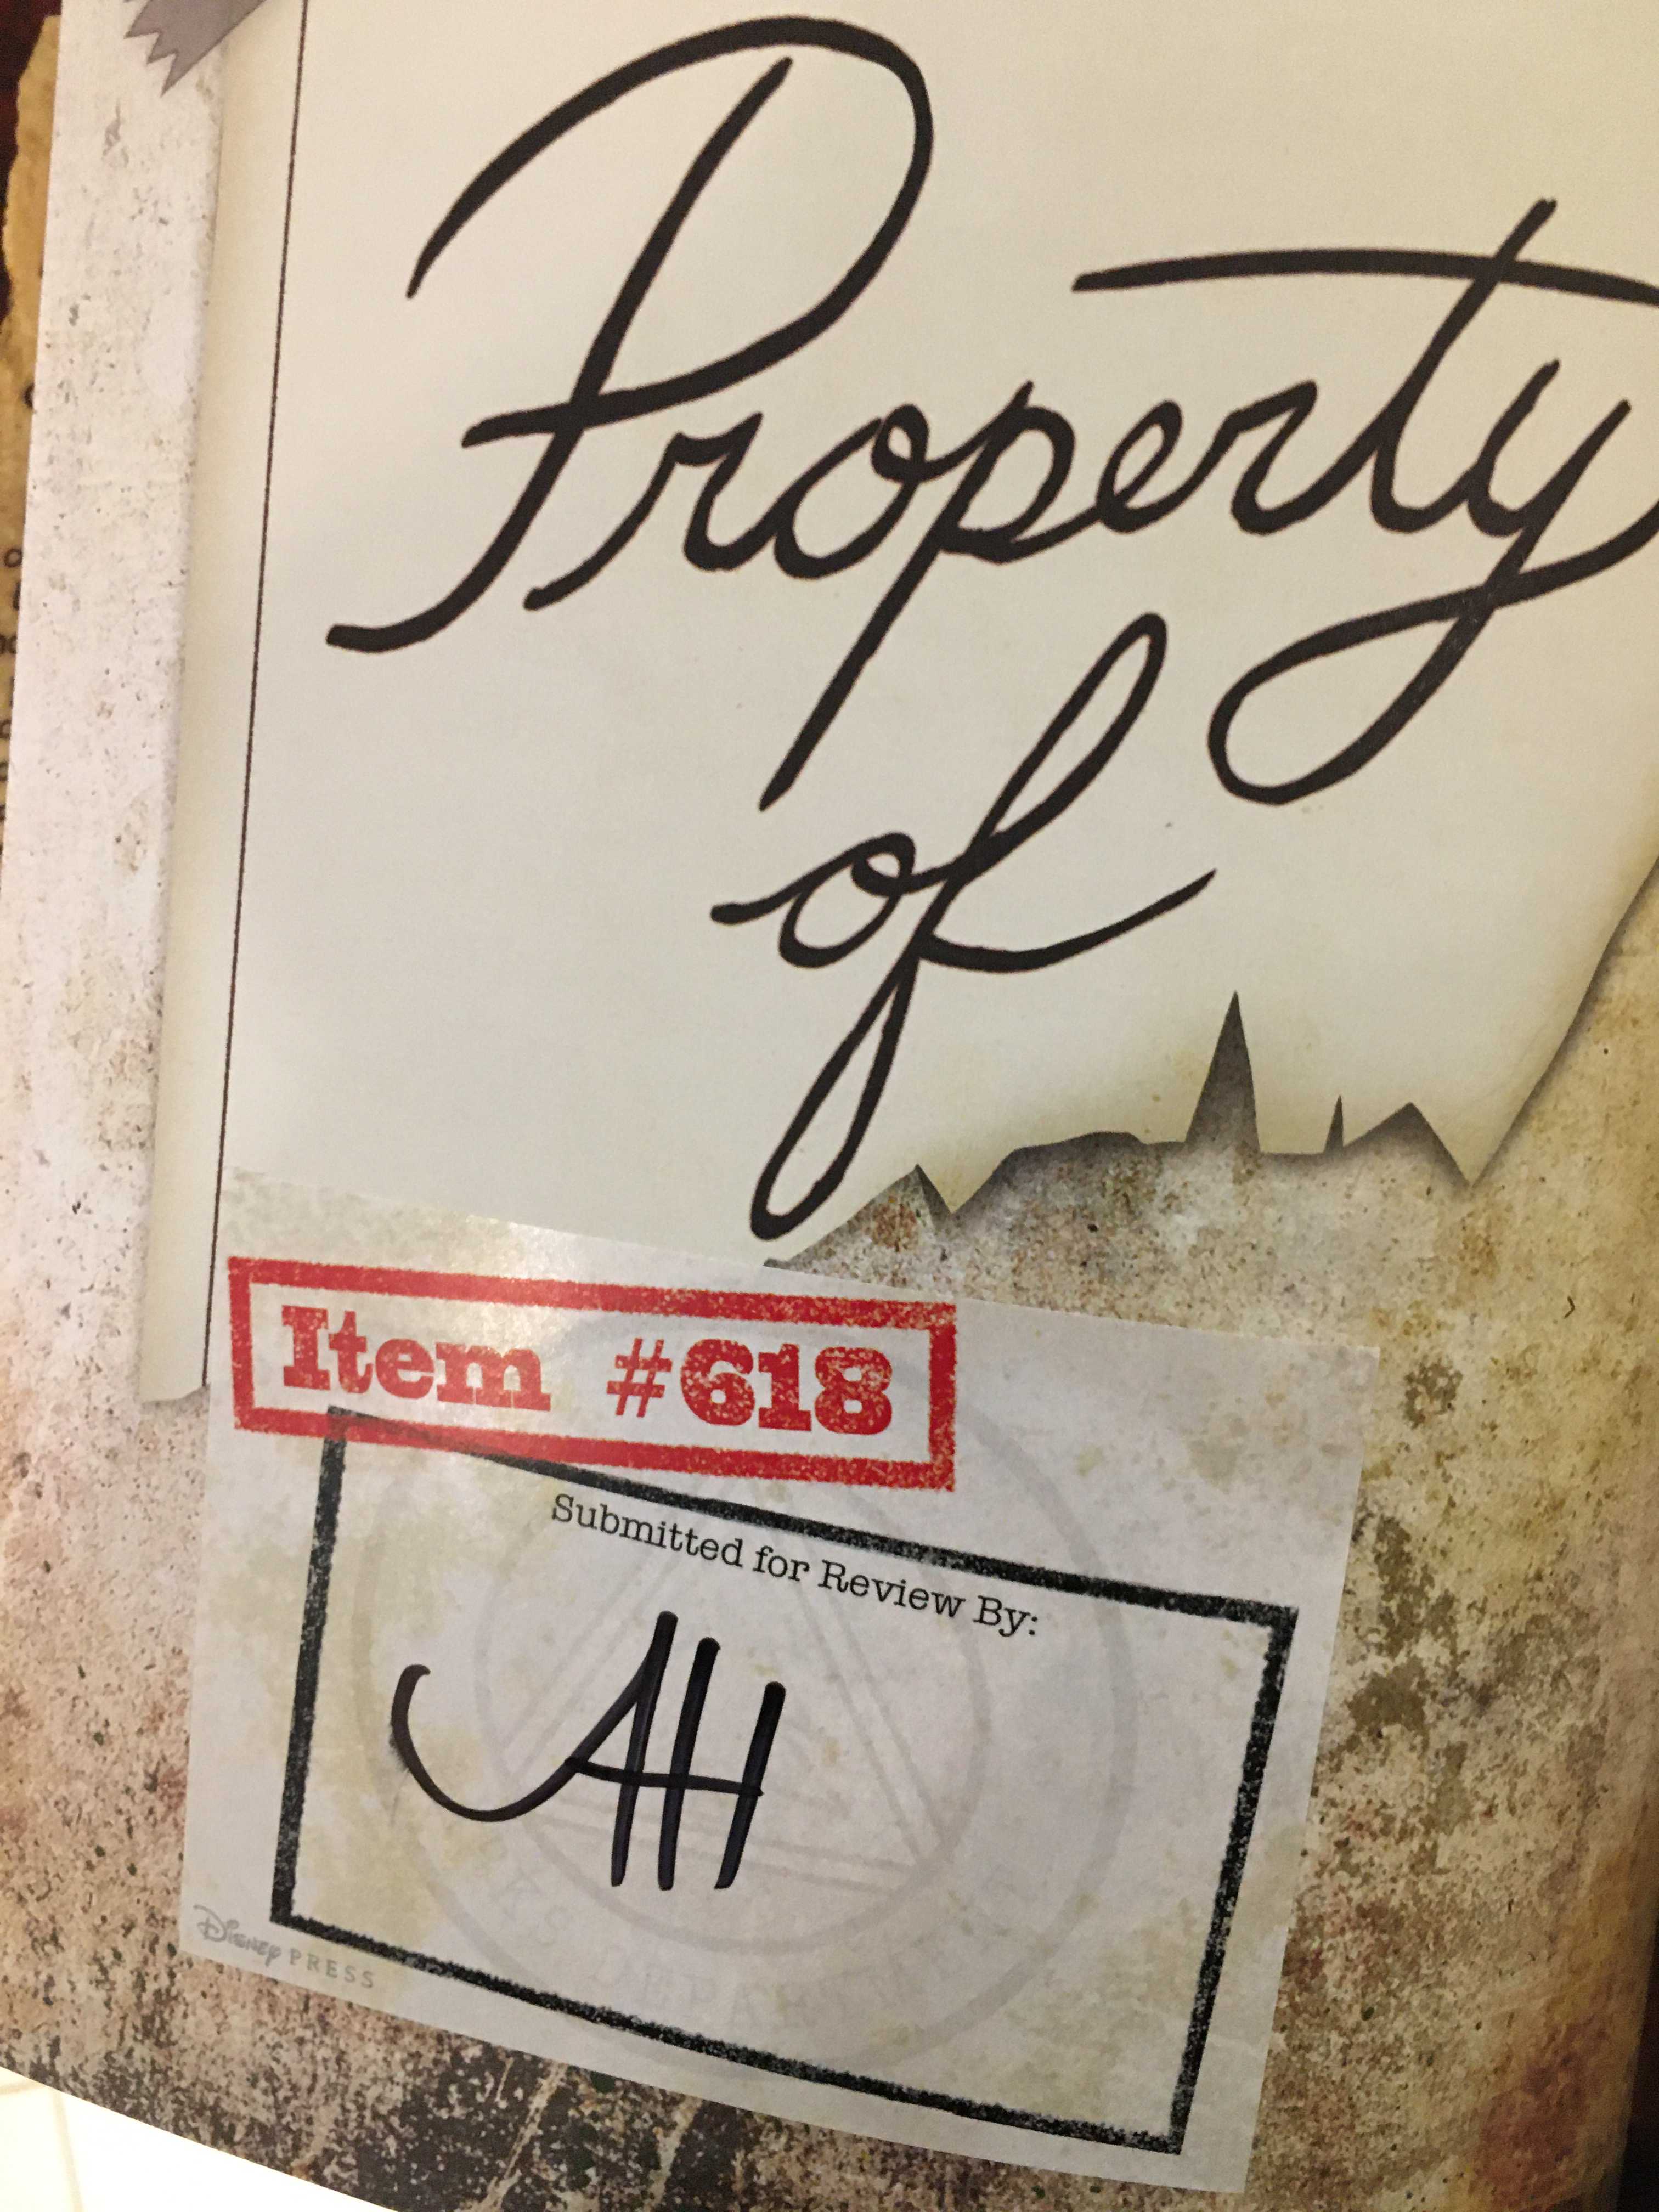 Property
of
Item #618
Submitted for Review By:
AH
Disney PRESS